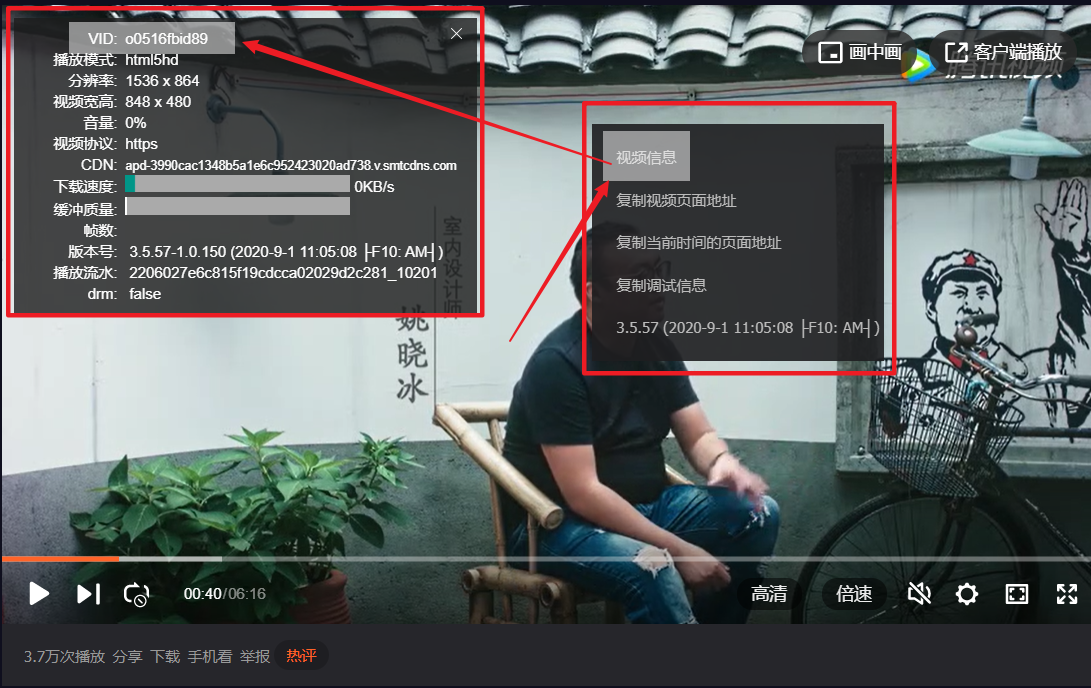 VID: o0516fbid89
播放模式: html5hd
分辨率: 1536 x 864
视频宽高: 848 x 480
音量: 0%
视频协议: https
CDN: apd-3990cac1348b5a1e6c952423020ad738.v.smtcdns.com
下载速度: 0KB/s
缓冲质量:
帧数:
版本号: 3.5.57-1.0.150 (2020-9-1 11:05:08 ├F10: AM┤)
播放流水: 2206027e6c815f19cdcca02029d2c281_10201
drm: false
画中画
客户端播放
腾讯视频
视频信息
复制视频页面地址
复制当前时间的页面地址
复制调试信息
3.5.57 (2020-9-1 11:05:08 ├F10: AM┤)
室内设计师
姚晓冰
00:40/06:16
高清
倍速
3.7万次播放 分享 下载 手机看 举报 热评